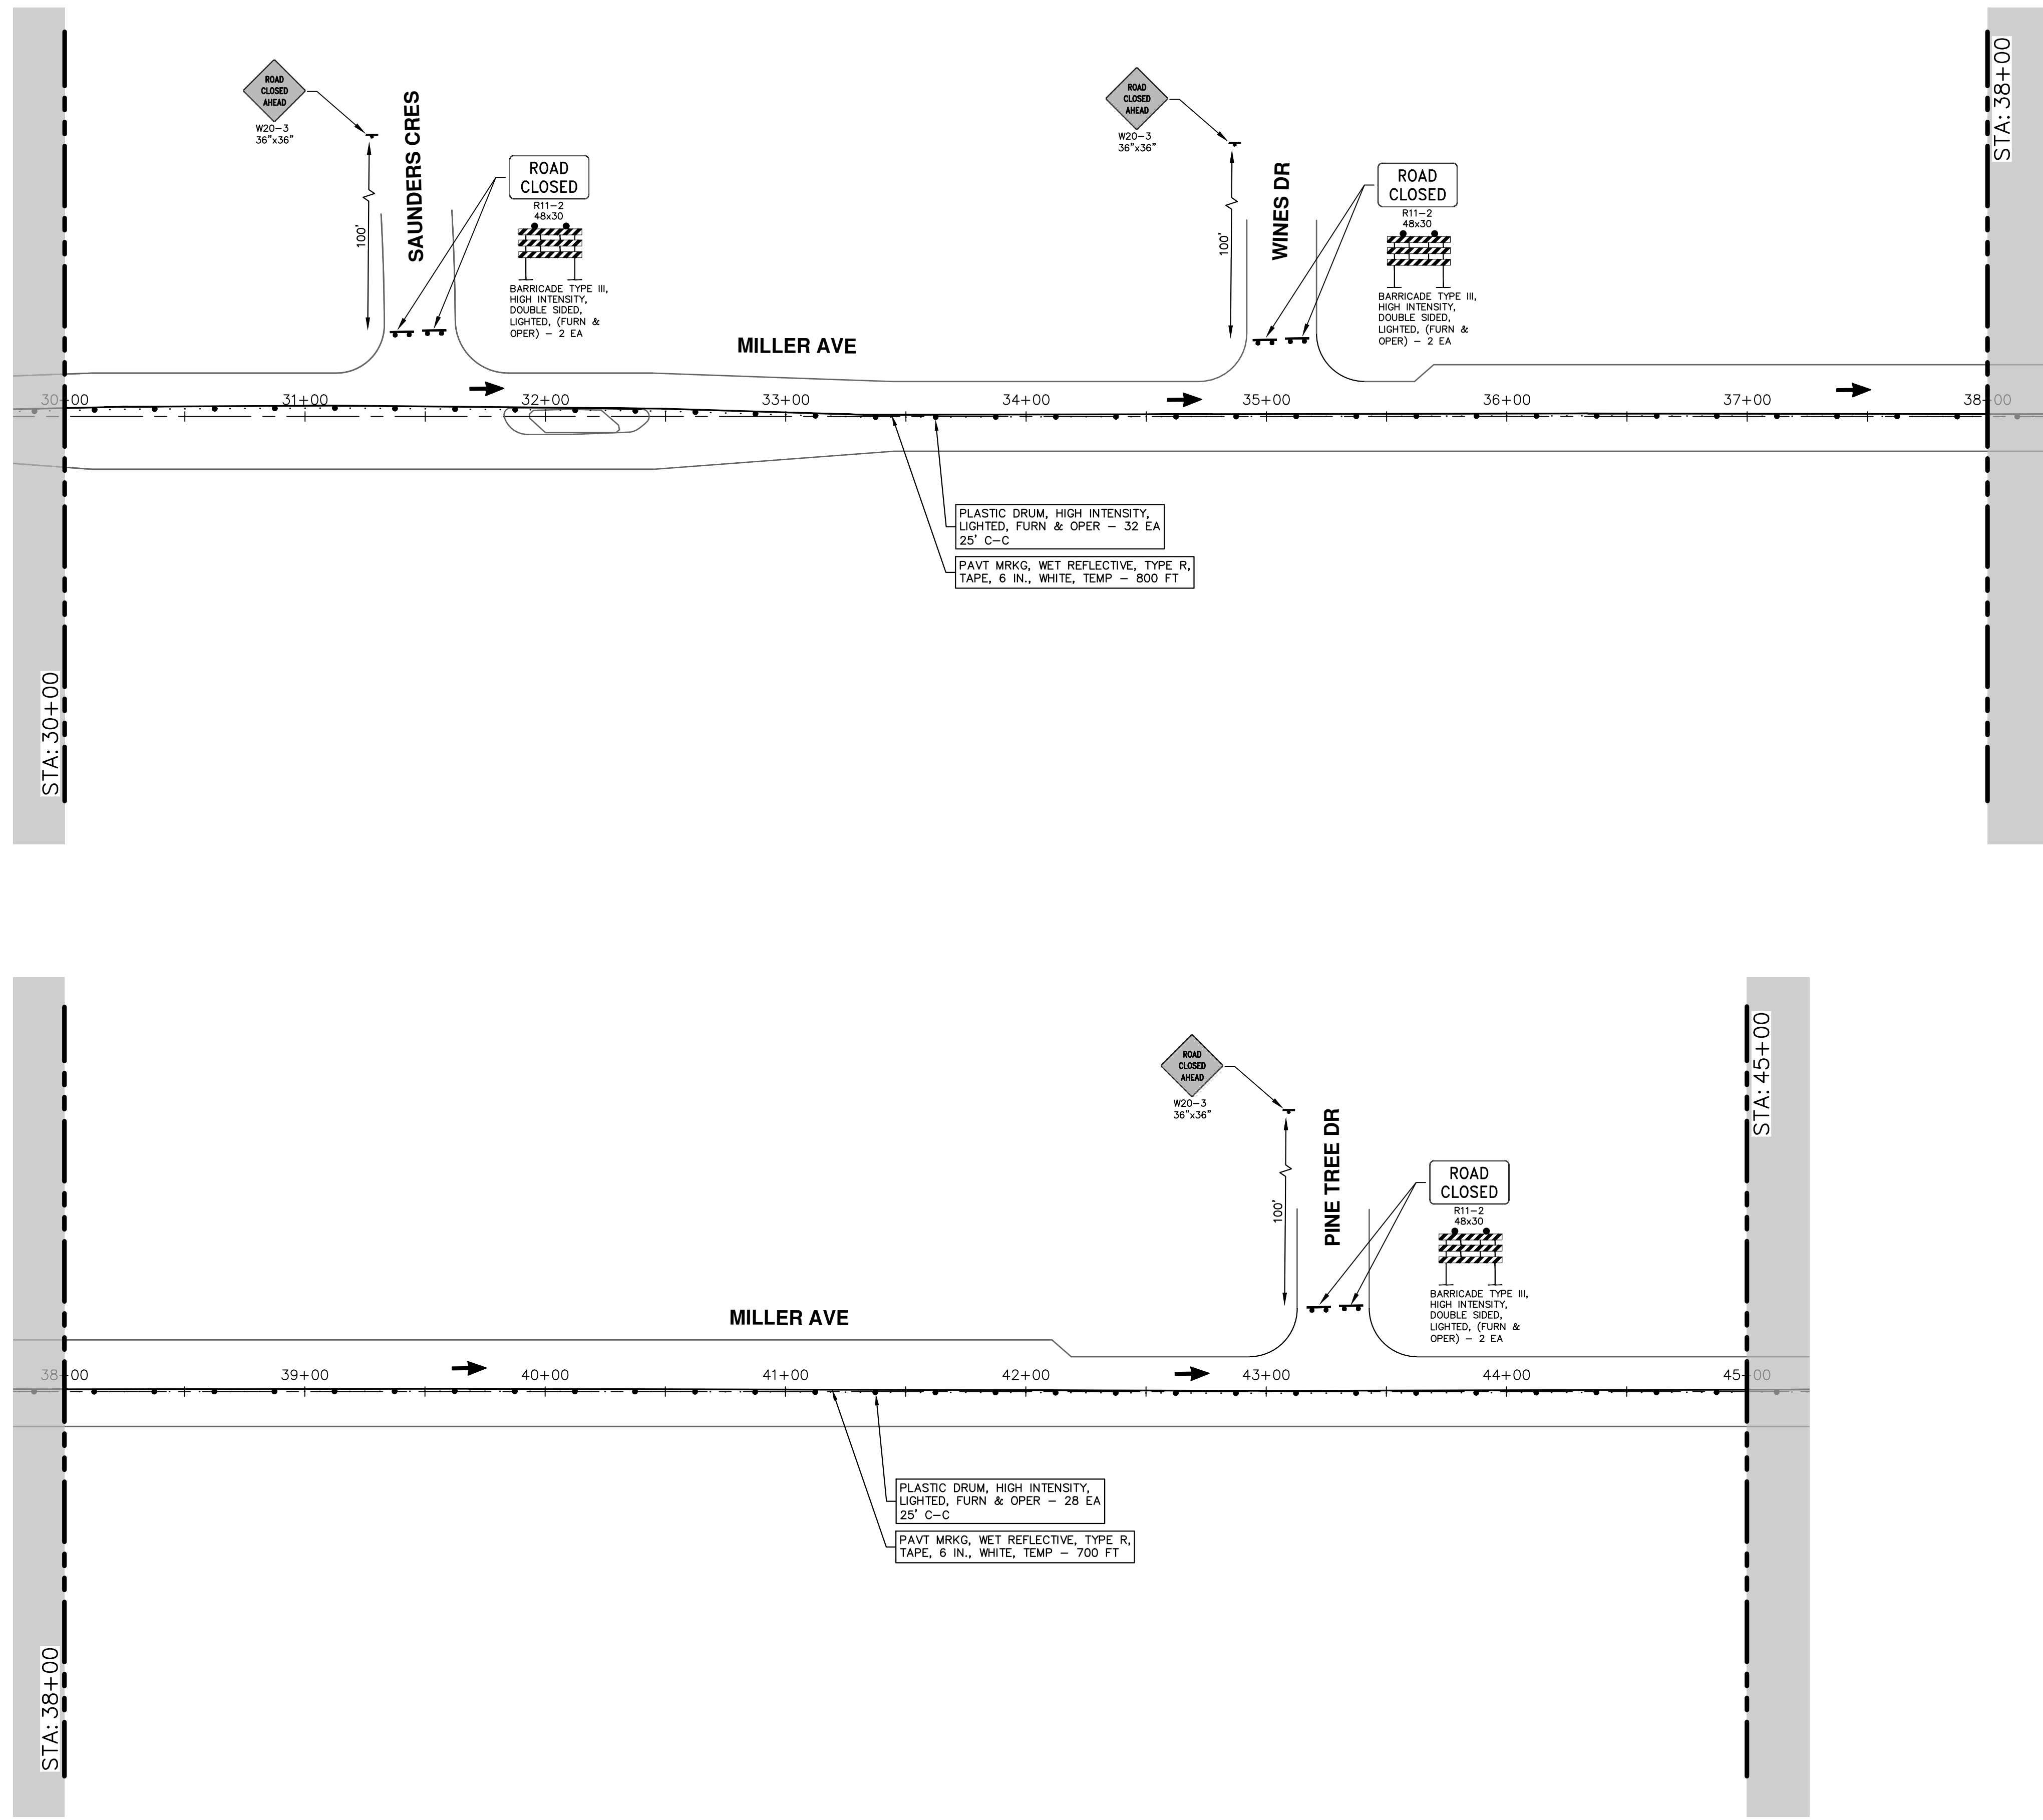 STA: 30+00
STA: 38+00
ROAD
CLOSED
AHEAD
W20-3
36"x36"
100'
SAUNDERS CRES
ROAD
CLOSED
R11-2
48x30
BARRICADE TYPE III,
HIGH INTENSITY,
DOUBLE SIDED,
LIGHTED, (FURN &
OPER) – 2 EA
ROAD
CLOSED
AHEAD
W20-3
36"x36"
100'
WINES DR
ROAD
CLOSED
R11-2
48x30
BARRICADE TYPE III,
HIGH INTENSITY,
DOUBLE SIDED,
LIGHTED, (FURN &
OPER) – 2 EA
MILLER AVE
30+00 31+00 32+00 33+00 34+00 35+00 36+00 37+00 38+00
PLASTIC DRUM, HIGH INTENSITY,
LIGHTED, FURN & OPER – 32 EA
25' C-C
PAVT MRKG, WET REFLECTIVE, TYPE R,
TAPE, 6 IN., WHITE, TEMP – 800 FT
STA: 38+00
STA: 45+00
ROAD
CLOSED
AHEAD
W20-3
36"x36"
100'
PINE TREE DR
ROAD
CLOSED
R11-2
48x30
BARRICADE TYPE III,
HIGH INTENSITY,
DOUBLE SIDED,
LIGHTED, (FURN &
OPER) – 2 EA
MILLER AVE
38+00 39+00 40+00 41+00 42+00 43+00 44+00 45+00
PLASTIC DRUM, HIGH INTENSITY,
LIGHTED, FURN & OPER – 28 EA
25' C-C
PAVT MRKG, WET REFLECTIVE, TYPE R,
TAPE, 6 IN., WHITE, TEMP – 700 FT